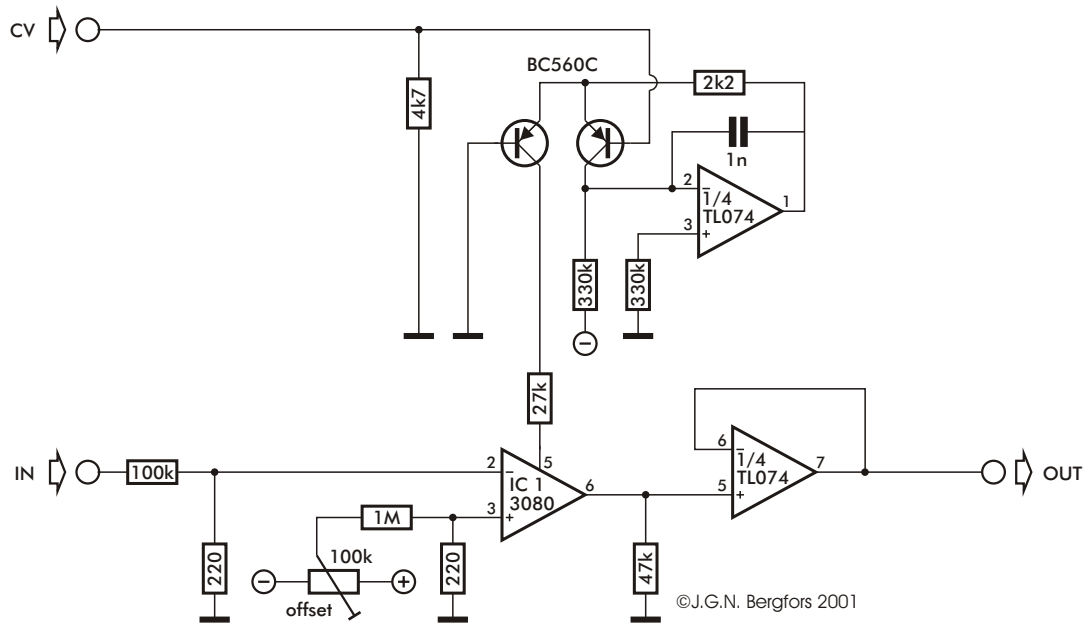 CV
BC560C
2k2
4k7
1n
2
−
1/4
TL074
1
3
+
330k
330k
−
27k
IN
100k
2
−
5
IC 1
3080
6
3
+
1M
220
100k
−
+
offset
220
47k
6
−
1/4
TL074
7
5
+
OUT
©J.G.N. Bergfors 2001